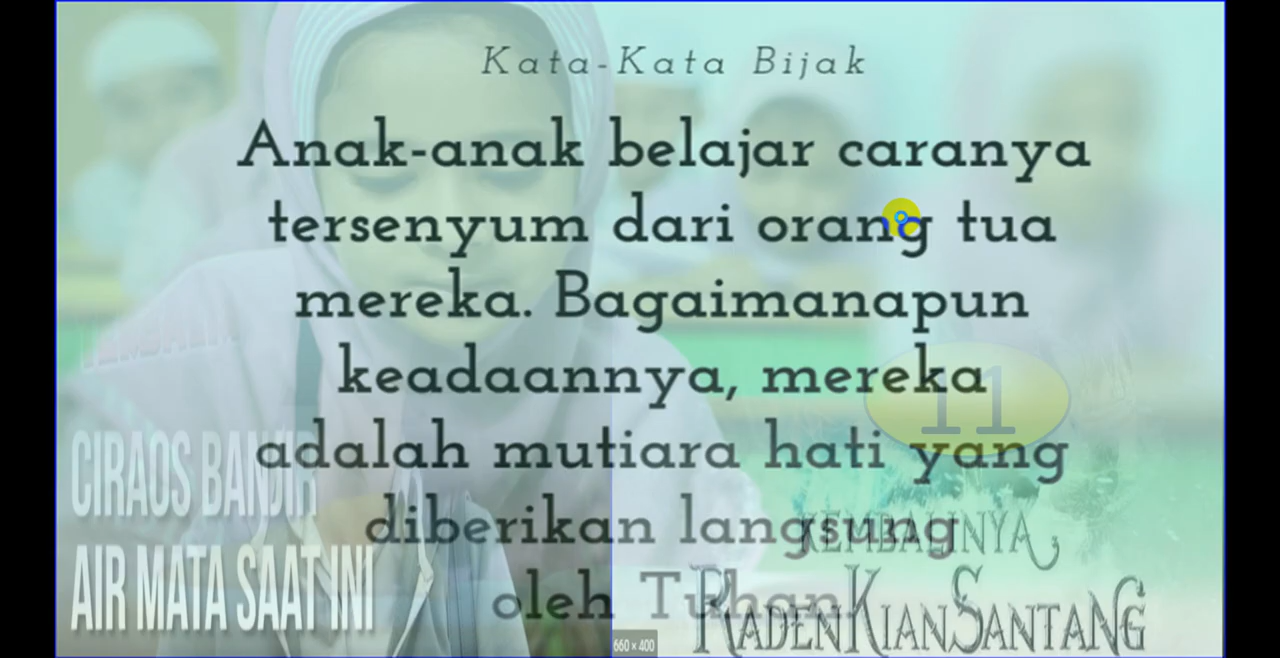 Kata-Kata Bijak
Anak-anak belajar caranya
tersenyum dari orang tua
mereka. Bagaimanapun
keadaannya, mereka
11
adalah mutiara hati yang
diberikan langsung
oleh Tuhan.
CIRAOS BANJIR
AIR MATA SAAT INI
KEMBALINYA
RADEN KIAN SANTANG
660 × 400